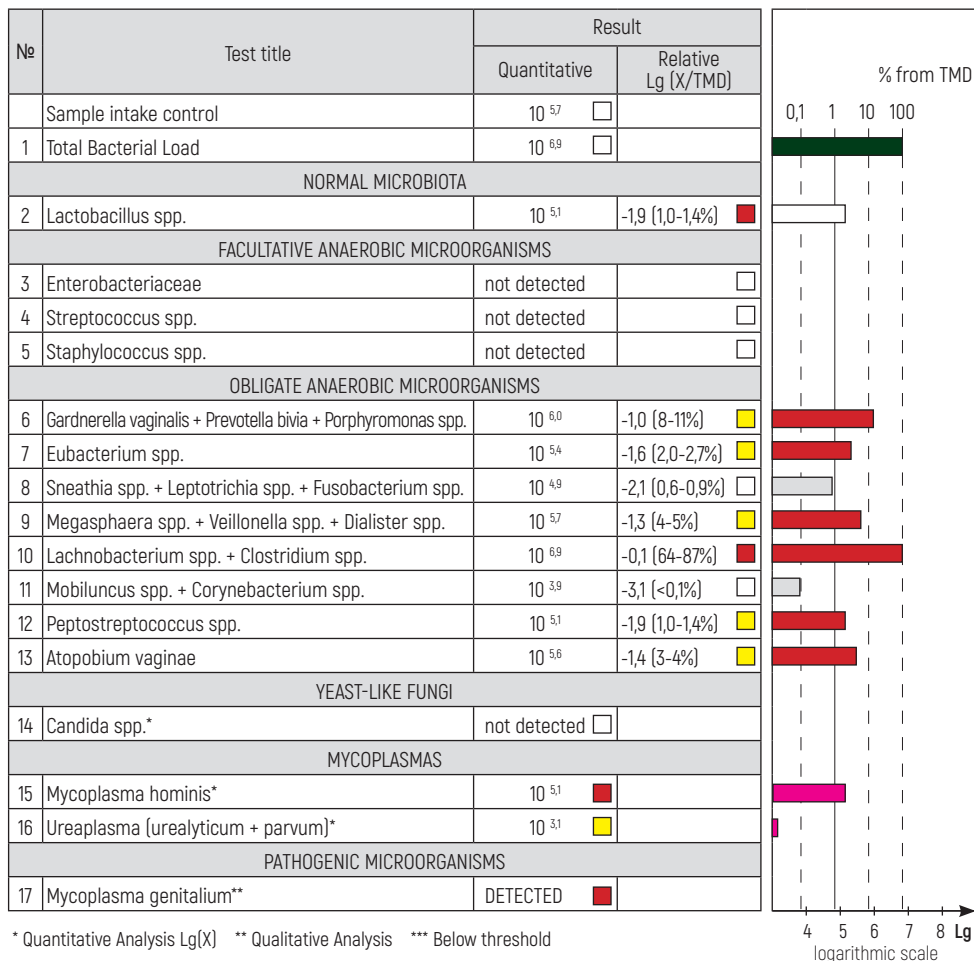 № Test title Result
Quantitative Relative Lg (X/TMD)
% from TMD
Sample intake control 10 5,7
0,1 1 10 100
1 Total Bacterial Load 10 6,9
NORMAL MICROBIOTA
2 Lactobacillus spp. 10 5,1 -1,9 (1,0-1,4%)
FACULTATIVE ANAEROBIC MICROORGANISMS
3 Enterobacteriaceae not detected
4 Streptococcus spp. not detected
5 Staphylococcus spp. not detected
OBLIGATE ANAEROBIC MICROORGANISMS
6 Gardnerella vaginalis + Prevotella bivia + Porphyromonas spp. 10 6,0 -1,0 (8-11%)
7 Eubacterium spp. 10 5,4 -1,6 (2,0-2,7%)
8 Sneathia spp. + Leptotrichia spp. + Fusobacterium spp. 10 4,9 -2,1 (0,6-0,9%)
9 Megasphaera spp. + Veillonella spp. + Dialister spp. 10 5,7 -1,3 (4-5%)
10 Lachnobacterium spp. + Clostridium spp. 10 6,9 -0,1 (64-87%)
11 Mobiluncus spp. + Corynebacterium spp. 10 3,9 -3,1 (<0,1%)
12 Peptostreptococcus spp. 10 5,1 -1,9 (1,0-1,4%)
13 Atopobium vaginae 10 5,6 -1,4 (3-4%)
YEAST-LIKE FUNGI
14 Candida spp.* not detected
MYCOPLASMAS
15 Mycoplasma hominis* 10 5,1
16 Ureaplasma (urealyticum + parvum)* 10 3,1
PATHOGENIC MICROORGANISMS
17 Mycoplasma genitalium** DETECTED
4 5 6 7 8 Lg
logarithmic scale
* Quantitative Analysis Lg(X) ** Qualitative Analysis *** Below threshold